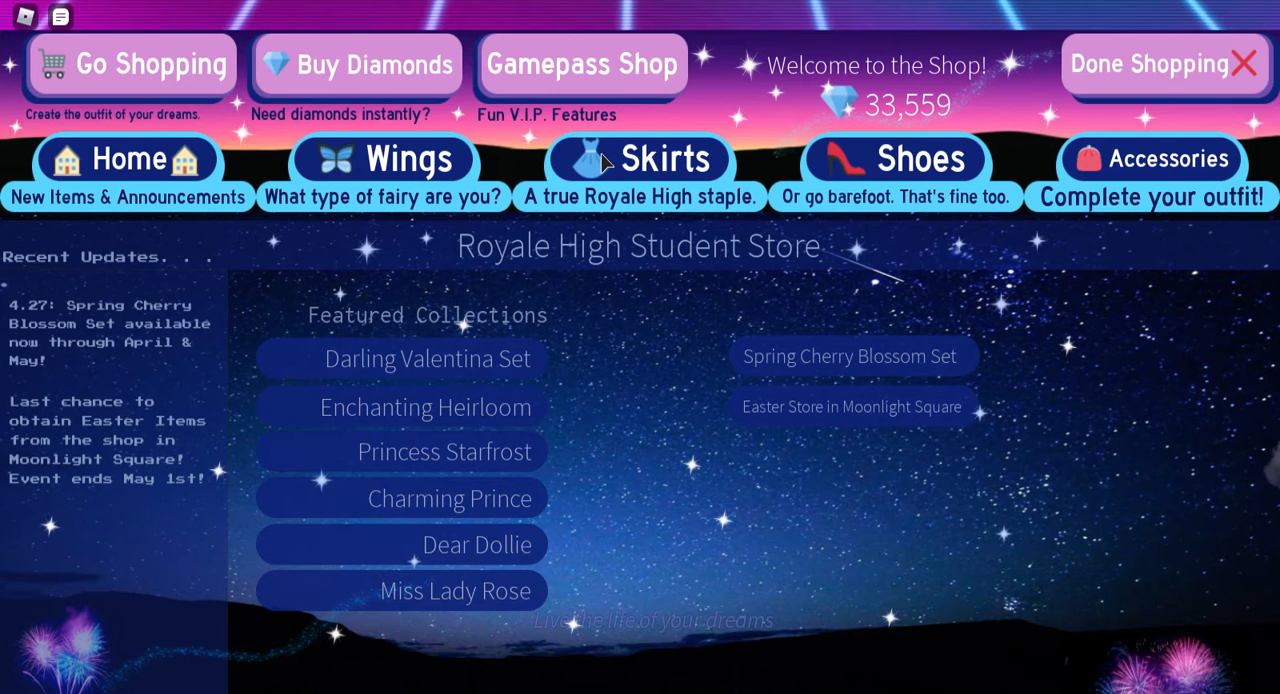 Go Shopping
Buy Diamonds
Gamepass Shop
Welcome to the Shop!
Done Shopping
33,559
Create the outfit of your dreams.
Need diamonds instantly?
Fun V.I.P. Features
Home
Wings
Skirts
Shoes
Accessories
New Items & Announcements
What type of fairy are you?
A true Royale High staple.
Or go barefoot. That's fine too.
Complete your outfit!
Royale High Student Store
Recent Updates. . .
4.27: Spring Cherry
Blossom Set available
now through April &
May!
Last chance to
obtain Easter Items
from the shop in
Moonlight Square!
Event ends May 1st!
Featured Collections
Darling Valentina Set
Enchanting Heirloom
Princess Starfrost
Charming Prince
Dear Dollie
Miss Lady Rose
Spring Cherry Blossom Set
Easter Store in Moonlight Square
Live the life of your dreams